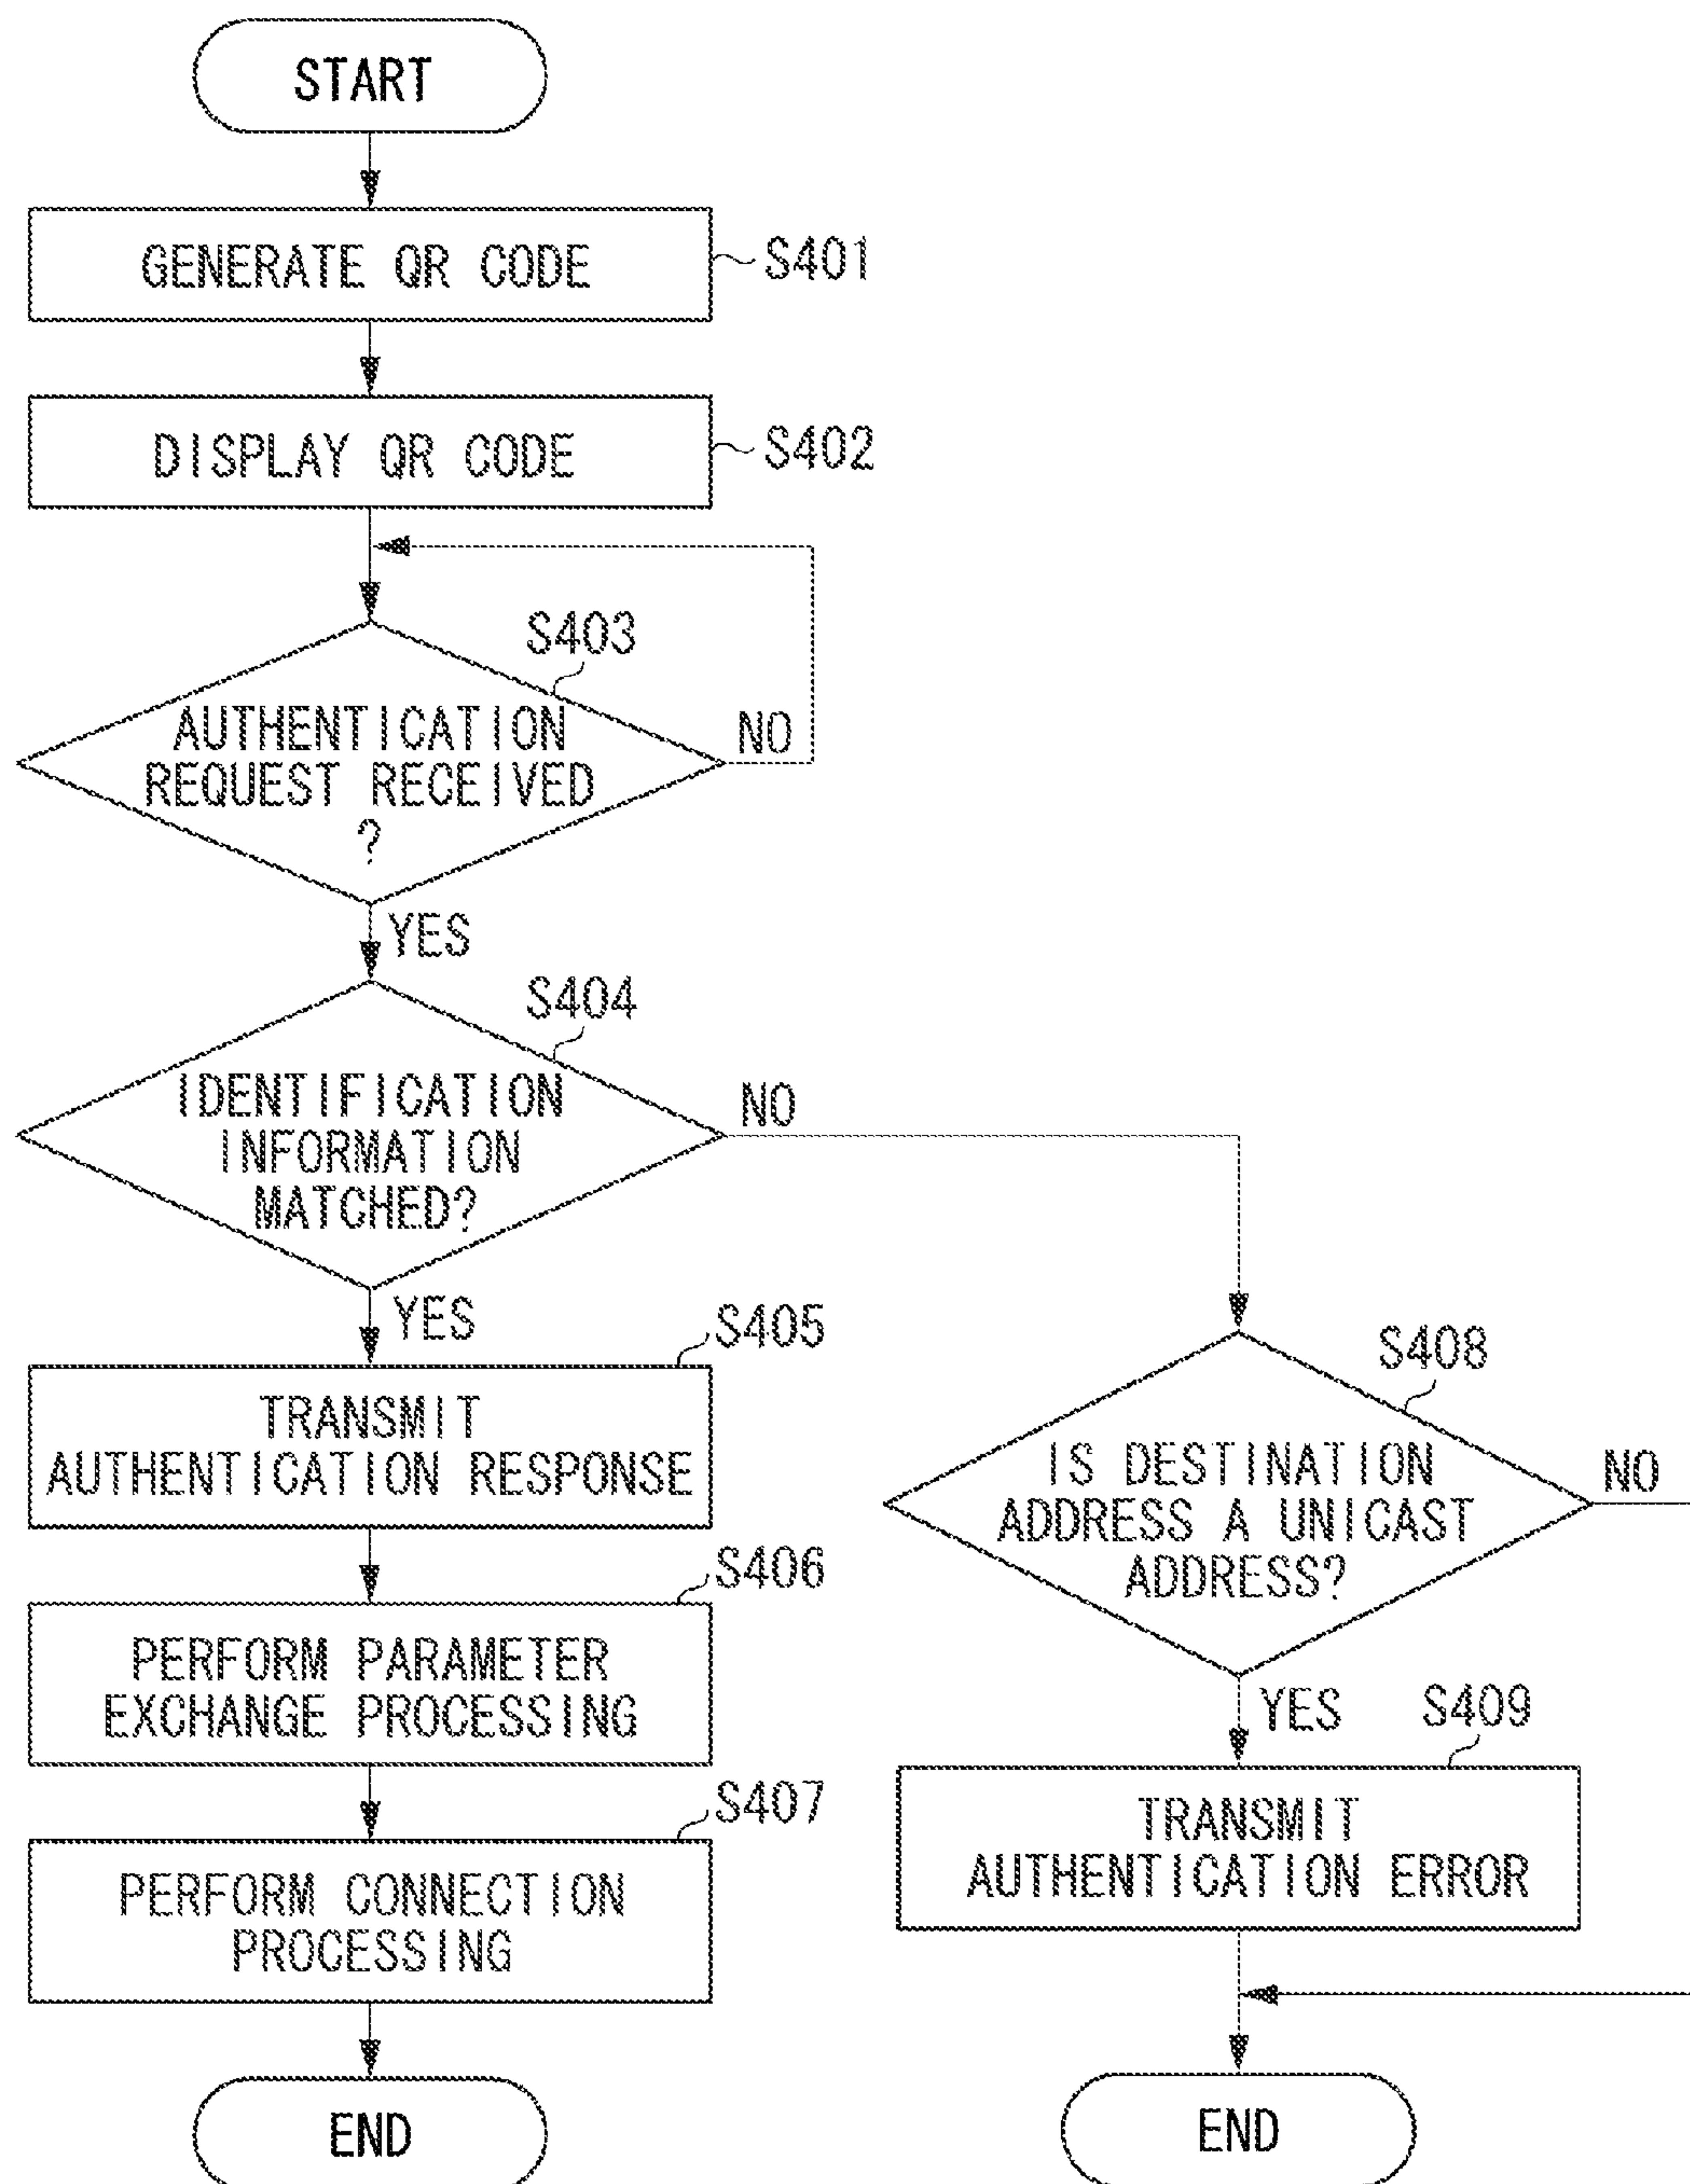 START
GENERATE QR CODE
S401
DISPLAY QR CODE
S402
S403
AUTHENTICATION
REQUEST RECEIVED
?
NO
YES
S404
IDENTIFICATION
INFORMATION
MATCHED?
NO
YES
S405
TRANSMIT
AUTHENTICATION RESPONSE
S406
PERFORM PARAMETER
EXCHANGE PROCESSING
S407
PERFORM CONNECTION
PROCESSING
END
S408
IS DESTINATION
ADDRESS A UNICAST
ADDRESS?
NO
YES
S409
TRANSMIT
AUTHENTICATION ERROR
END